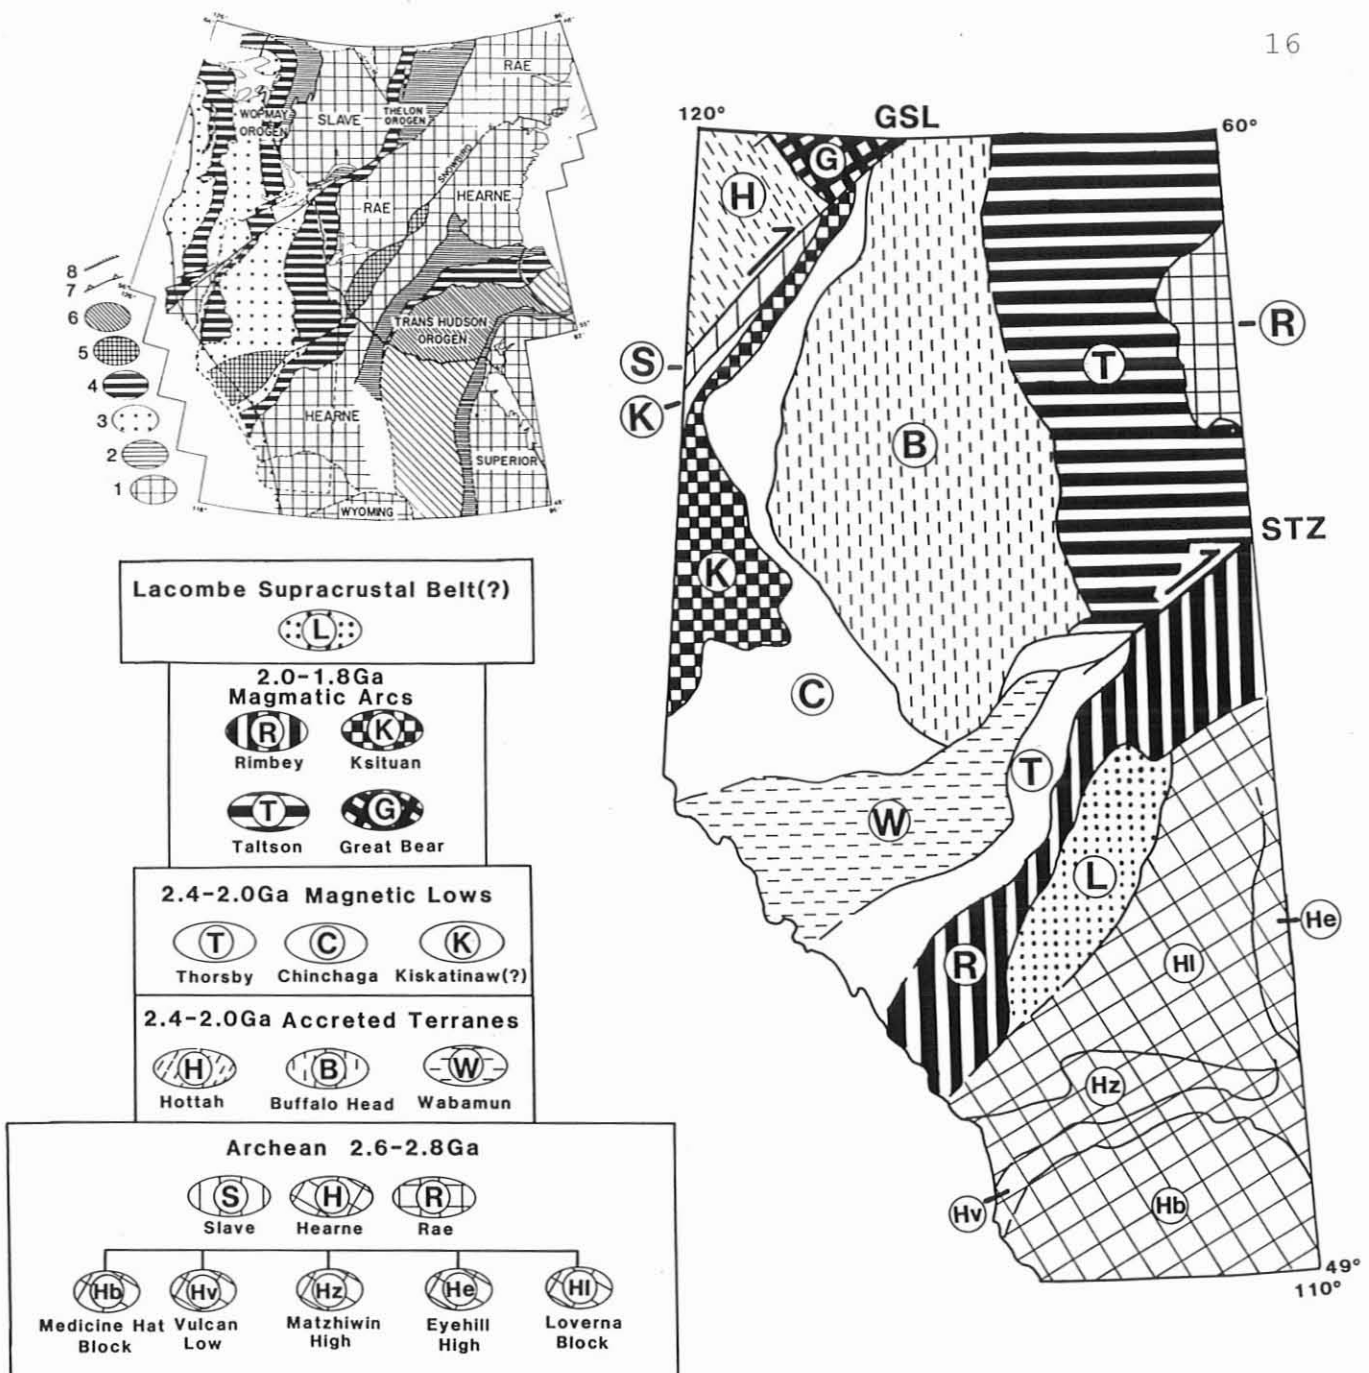 16
RAE
WOPMAY
OROGEN
SLAVE
THELON
OROGEN
SNOWBIRD
HEARNE
RAE
TRANS HUDSON
OROGEN
HEARNE
SUPERIOR
WYOMING
8
7
6
5
4
3
2
1
120°
GSL
60°
G
H
R
S
T
K
B
STZ
K
C
T
W
L
He
R
Hl
Hz
Hv
Hb
49°
110°
Lacombe Supracrustal Belt(?)
L
2.0-1.8Ga
Magmatic Arcs
R K
Rimbey Ksituan
T G
Taltson Great Bear
2.4-2.0Ga Magnetic Lows
T C K
Thorsby Chinchaga Kiskatinaw(?)
2.4-2.0Ga Accreted Terranes
H B W
Hottah Buffalo Head Wabamun
Archean 2.6-2.8Ga
S H R
Slave Hearne Rae
Hb Hv Hz He Hl
Medicine Hat Vulcan Matzhiwin Eyehill Loverna
Block Low High High Block